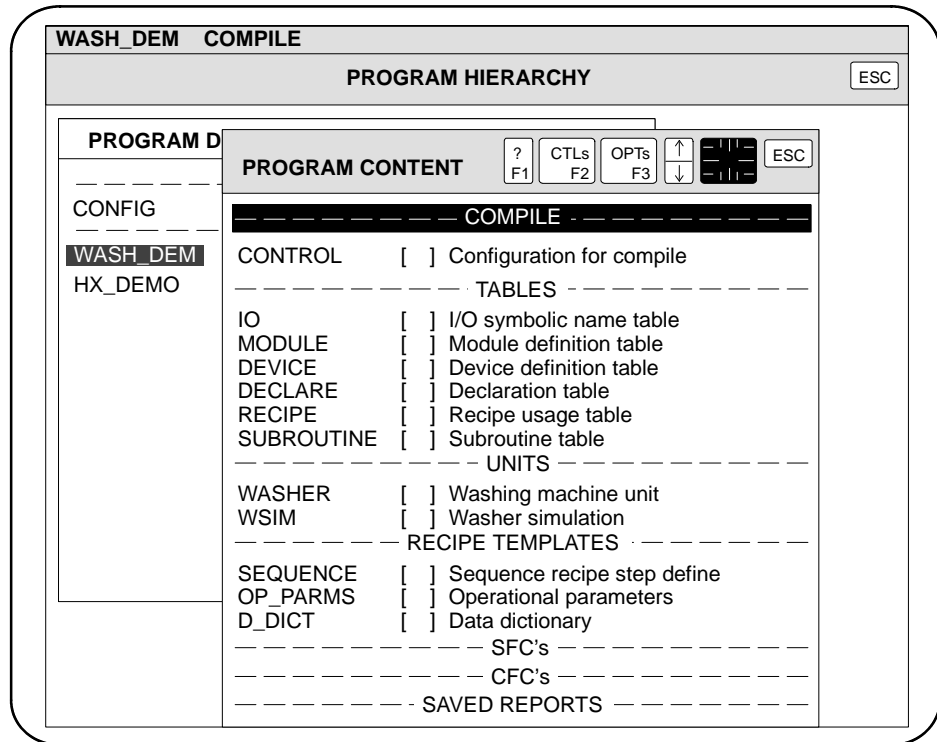 WASH_DEM COMPILE
PROGRAM HIERARCHY
ESC
PROGRAM D
PROGRAM CONTENT
? F1
CTLs F2
OPTs F3
↑ ↓
ESC
CONFIG
WASH_DEM
HX_DEMO
COMPILE
CONTROL [ ] Configuration for compile
TABLES
IO [ ] I/O symbolic name table
MODULE [ ] Module definition table
DEVICE [ ] Device definition table
DECLARE [ ] Declaration table
RECIPE [ ] Recipe usage table
SUBROUTINE [ ] Subroutine table
UNITS
WASHER [ ] Washing machine unit
WSIM [ ] Washer simulation
RECIPE TEMPLATES
SEQUENCE [ ] Sequence recipe step define
OP_PARMS [ ] Operational parameters
D_DICT [ ] Data dictionary
SFC's
CFC's
SAVED REPORTS